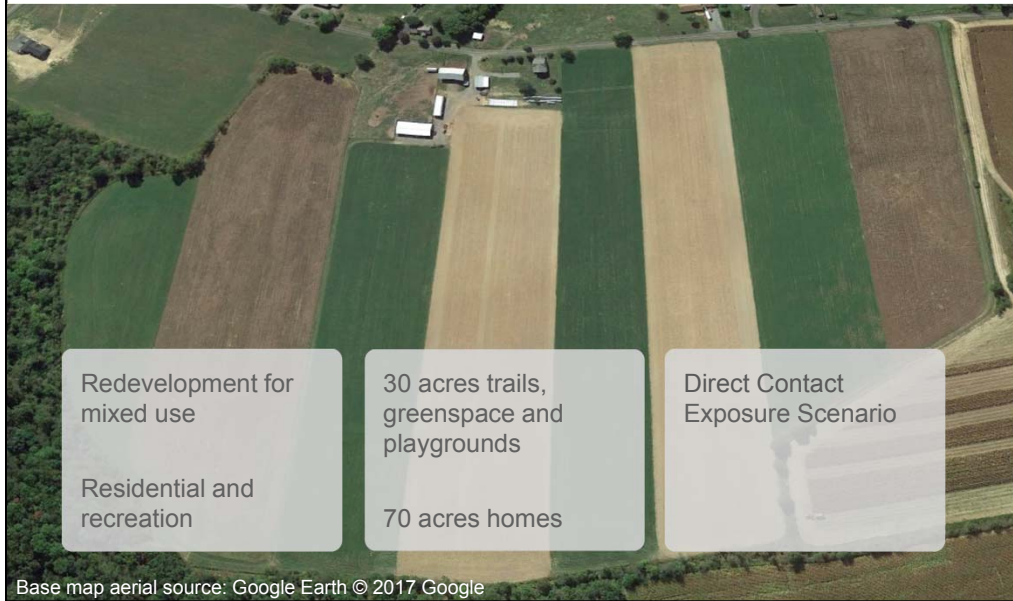 Redevelopment for
mixed use
Residential and
recreation
30 acres trails,
greenspace and
playgrounds
70 acres homes
Direct Contact
Exposure Scenario
Base map aerial source: Google Earth © 2017 Google